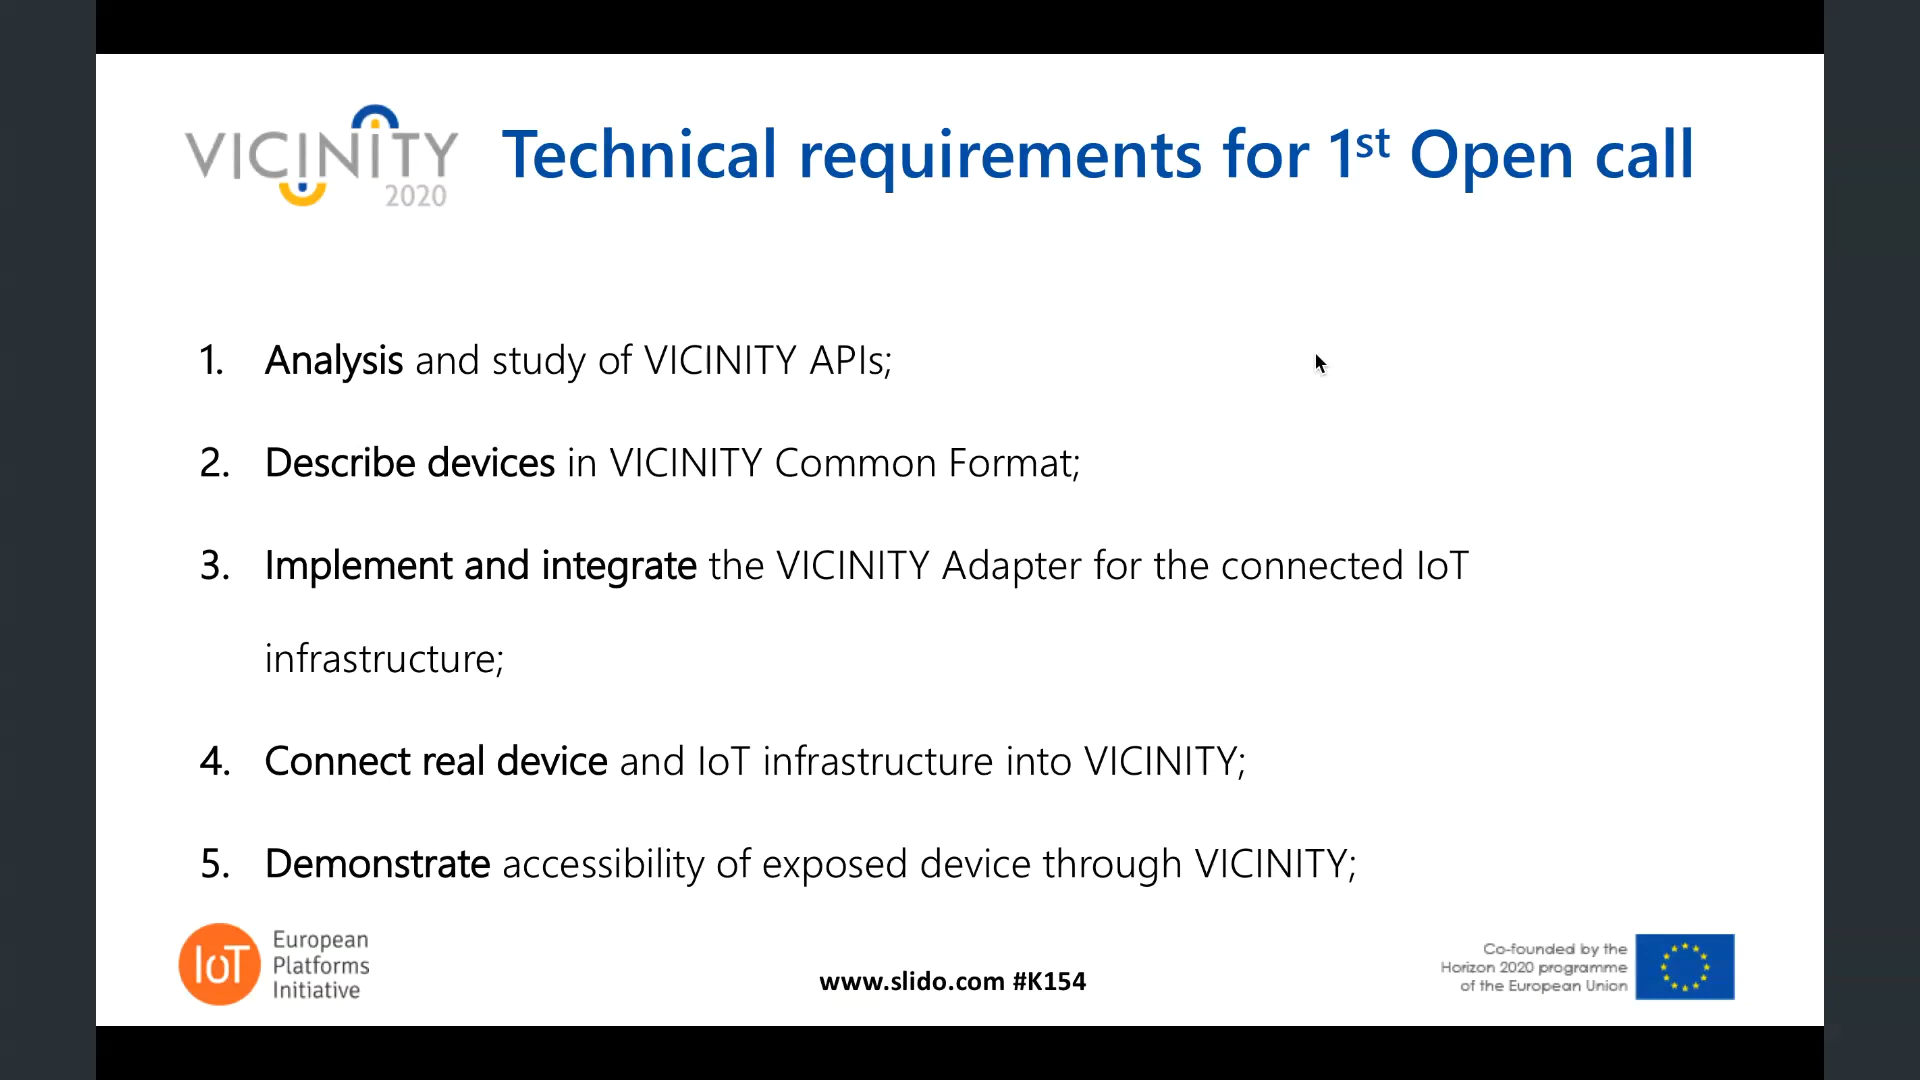 VICINITY
2020
Technical requirements for 1st Open call
1. Analysis and study of VICINITY APIs;
2. Describe devices in VICINITY Common Format;
3. Implement and integrate the VICINITY Adapter for the connected IoT
infrastructure;
4. Connect real device and IoT infrastructure into VICINITY;
5. Demonstrate accessibility of exposed device through VICINITY;
IoT
European
Platforms
Initiative
www.slido.com #K154
Co-founded by the
Horizon 2020 programme
of the European Union